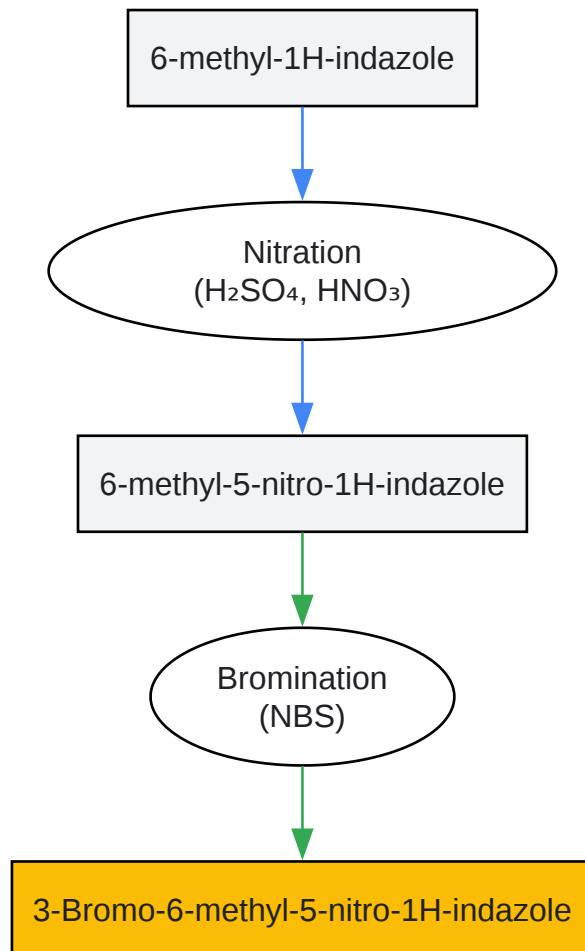 6-methyl-1H-indazole
Nitration
(H₂SO₄, HNO₃)
6-methyl-5-nitro-1H-indazole
Bromination
(NBS)
3-Bromo-6-methyl-5-nitro-1H-indazole